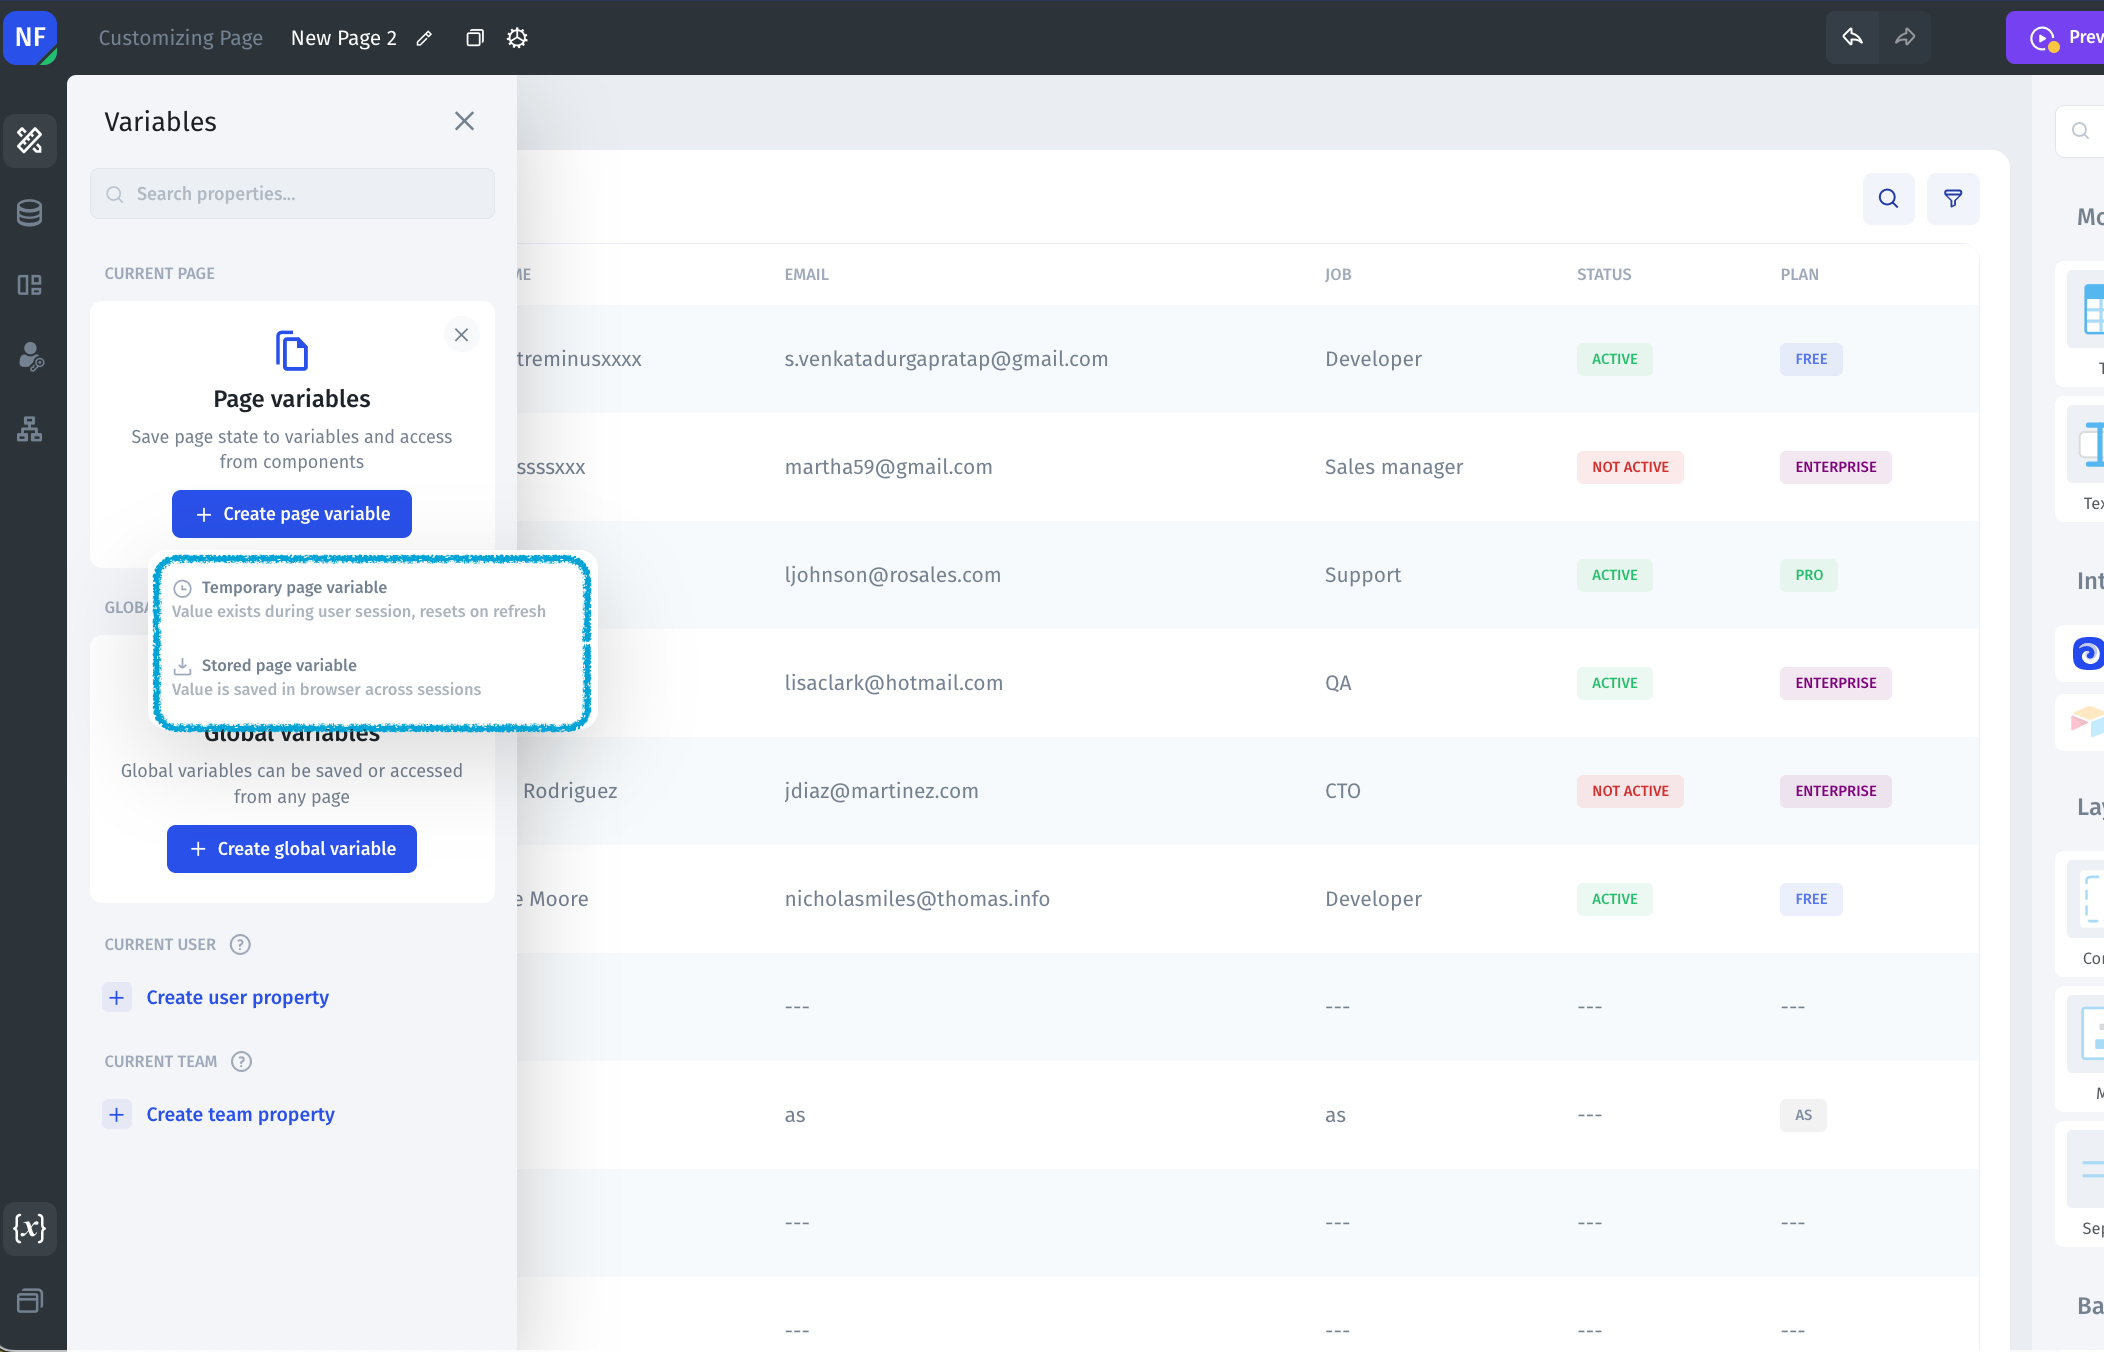 NF
Customizing Page
New Page 2
Prev
Variables
Search properties...
CURRENT PAGE
Page variables
Save page state to variables and access
from components
+ Create page variable
Temporary page variable
Value exists during user session, resets on refresh
Stored page variable
Value is saved in browser across sessions
GLOBA
Global variables
Global variables can be saved or accessed
from any page
+ Create global variable
CURRENT USER ?
+ Create user property
CURRENT TEAM ?
+ Create team property
{x}
ME EMAIL JOB STATUS PLAN
treminusxxxx s.venkatadurgapratap@gmail.com Developer ACTIVE FREE
ssssxxx martha59@gmail.com Sales manager NOT ACTIVE ENTERPRISE
ljohnson@rosales.com Support ACTIVE PRO
lisaclark@hotmail.com QA ACTIVE ENTERPRISE
Rodriguez jdiaz@martinez.com CTO NOT ACTIVE ENTERPRISE
e Moore nicholasmiles@thomas.info Developer ACTIVE FREE
--- --- --- ---
as as --- AS
--- --- --- ---
--- --- --- ---
Mo
T
Tex
Int
Lay
Con
M
Sep
Ba